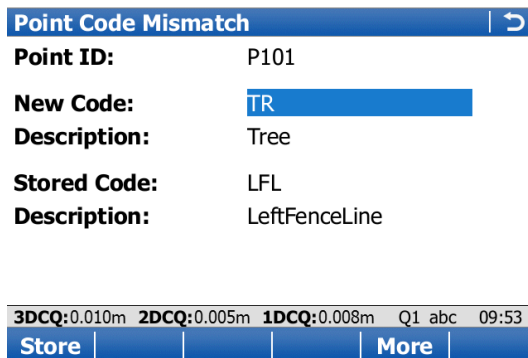 Point Code Mismatch
Point ID: P101
New Code: TR
Description: Tree
Stored Code: LFL
Description: LeftFenceLine
3DCQ:0.010m 2DCQ:0.005m 1DCQ:0.008m Q1 abc 09:53
Store More